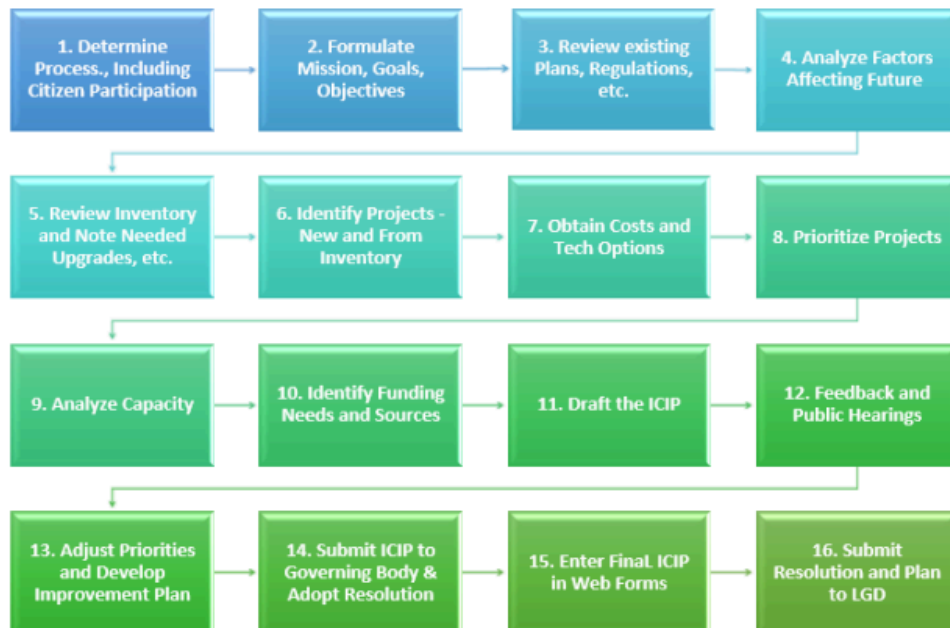 1. Determine
Process., Including
Citizen Participation
2. Formulate
Mission, Goals,
Objectives
3. Review existing
Plans, Regulations,
etc.
4. Analyze Factors
Affecting Future
5. Review Inventory
and Note Needed
Upgrades, etc.
6. Identify Projects -
New and From
Inventory
7. Obtain Costs and
Tech Options
8. Prioritize Projects
9. Analyze Capacity
10. Identify Funding
Needs and Sources
11. Draft the ICIP
12. Feedback and
Public Hearings
13. Adjust Priorities
and Develop
Improvement Plan
14. Submit ICIP to
Governing Body &
Adopt Resolution
15. Enter FinaL ICIP
in Web Forms
16. Submit
Resolution and Plan
to LGD